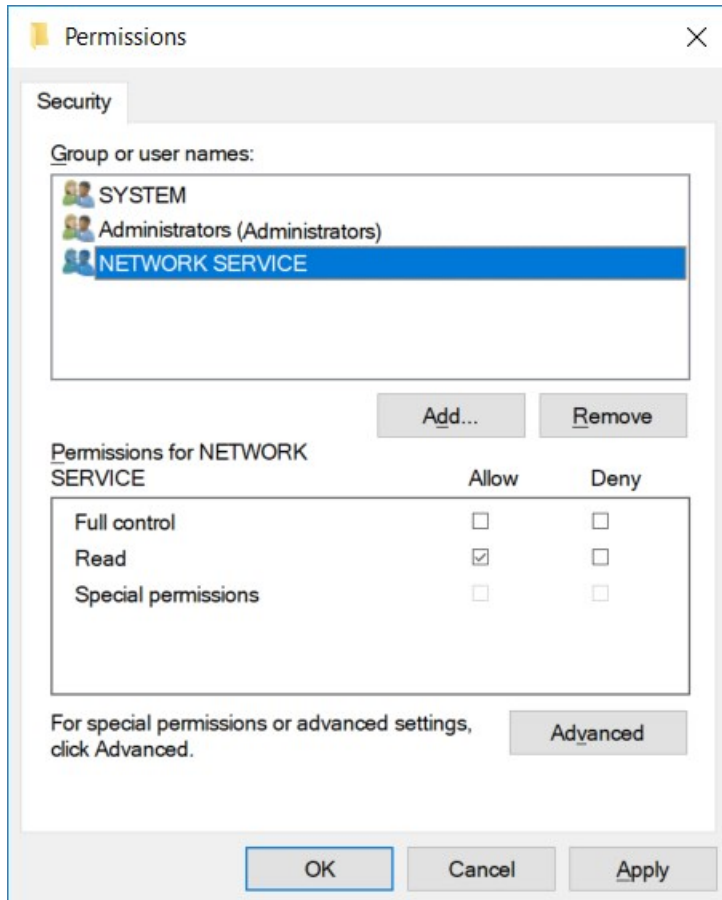 Permissions
Security
Group or user names:
SYSTEM
Administrators (Administrators)
NETWORK SERVICE
Add... Remove
Permissions for NETWORK
SERVICE Allow Deny
Full control
Read
Special permissions
For special permissions or advanced settings,
click Advanced.
Advanced
OK Cancel Apply